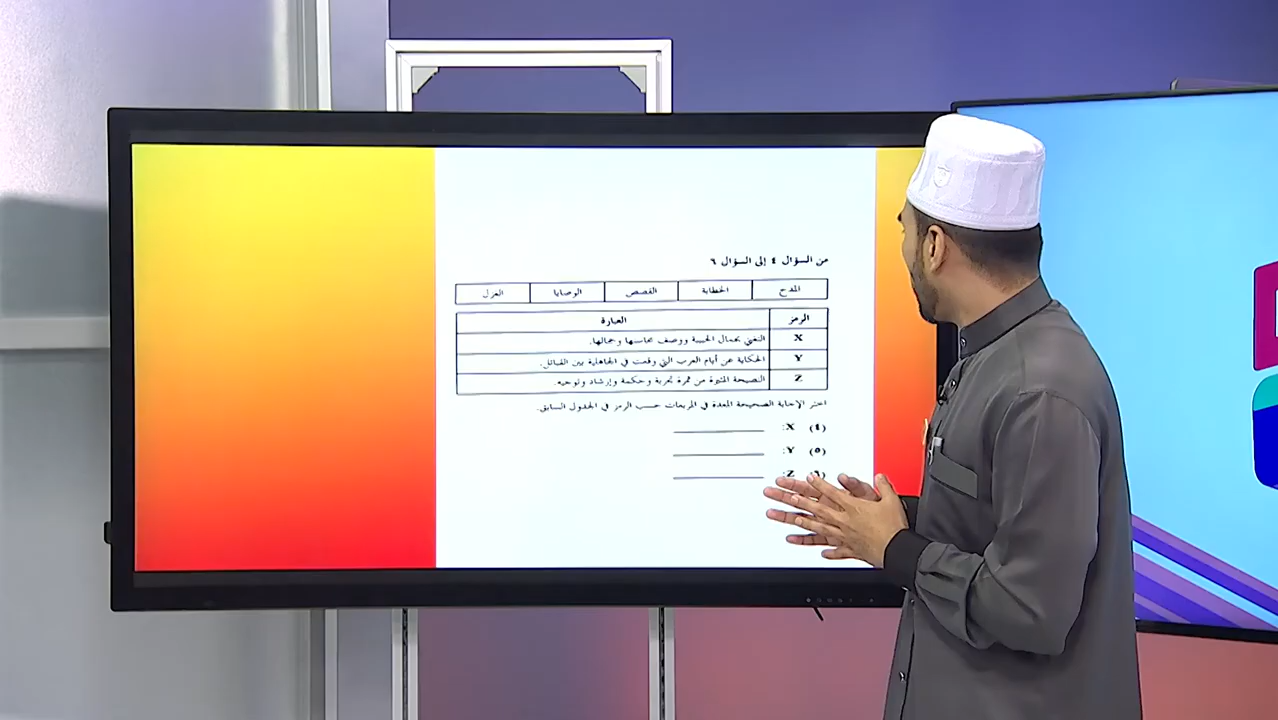 من السؤال ٤ إلى السؤال ٦
المدح الخطابة القصص الوصايا الغزل
الرمز العبارة
X التغني بجمال الحبيبة ووصف محاسنها وجمالها.
Y الحكاية عن أيام العرب التي وقعت في الجاهلية بين القبائل.
Z النصيحة المثيرة من ثمرة تجربة وحكمة وإرشاد وتوجيه.
اختر الإجابة الصحيحة المعدة في المربعات حسب الرمز في الجدول السابق.
(٤) X:
(٥) Y:
(٦) Z: